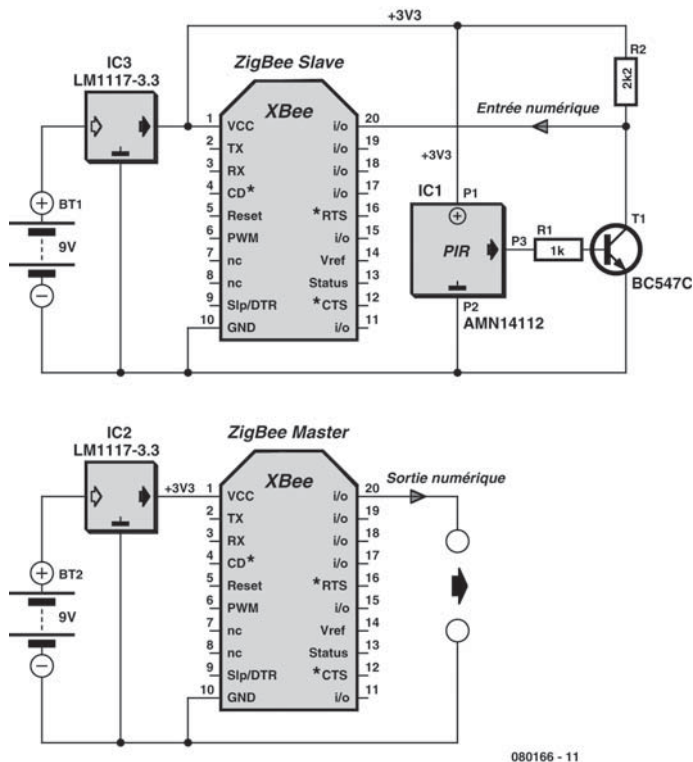 +3V3
IC3
LM1117-3.3
ZigBee Slave
XBee
R2
2k2
Entrée numérique
1 VCC i/o 20
2 TX i/o 19
3 RX i/o 18
4 CD* i/o 17
5 Reset *RTS 16
6 PWM i/o 15
7 nc Vref 14
8 nc Status 13
9 Slp/DTR *CTS 12
10 GND i/o 11
BT1
9V
+3V3
IC1
P1
PIR
P3
R1
1k
T1
BC547C
P2
AMN14112
IC2
LM1117-3.3
ZigBee Master
XBee
+3V3
Sortie numérique
1 VCC i/o 20
2 TX i/o 19
3 RX i/o 18
4 CD* i/o 17
5 Reset *RTS 16
6 PWM i/o 15
7 nc Vref 14
8 nc Status 13
9 Slp/DTR *CTS 12
10 GND i/o 11
BT2
9V
080166 - 11